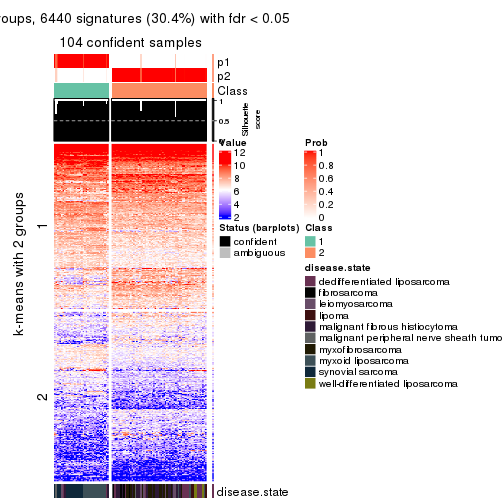 roups, 6440 signatures (30.4%) with fdr < 0.05
104 confident samples
p1
p2
Class
1
0.5
Silhouette
score
k-means with 2 groups
1
2
Value
12
10
8
6
4
2
Status (barplots)
confident
ambiguous
Prob
1
0.8
0.6
0.4
0.2
0
Class
1
2
disease.state
dedifferentiated liposarcoma
fibrosarcoma
leiomyosarcoma
lipoma
malignant fibrous histiocytoma
malignant peripheral nerve sheath tumo
myxofibrosarcoma
myxoid liposarcoma
synovial sarcoma
well-differentiated liposarcoma
disease.state